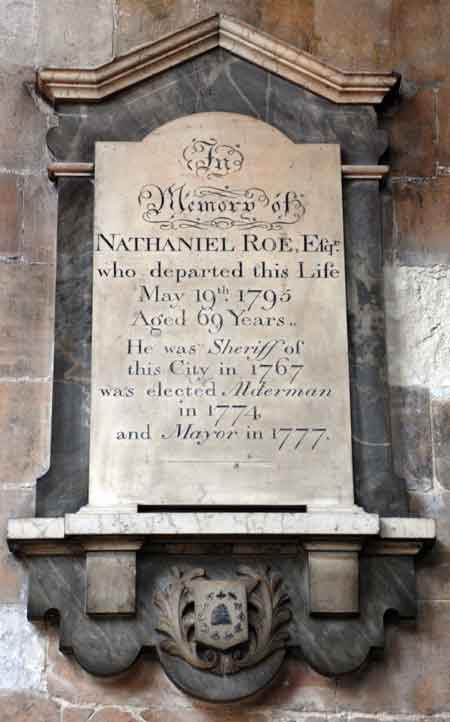 In
Memory of
NATHANIEL ROE, Esqr.
who departed this Life
May 19th. 1795
Aged 69 Years..
He was Sheriff of
this City in 1767
was elected Alderman
in 1774,
and Mayor in 1777.